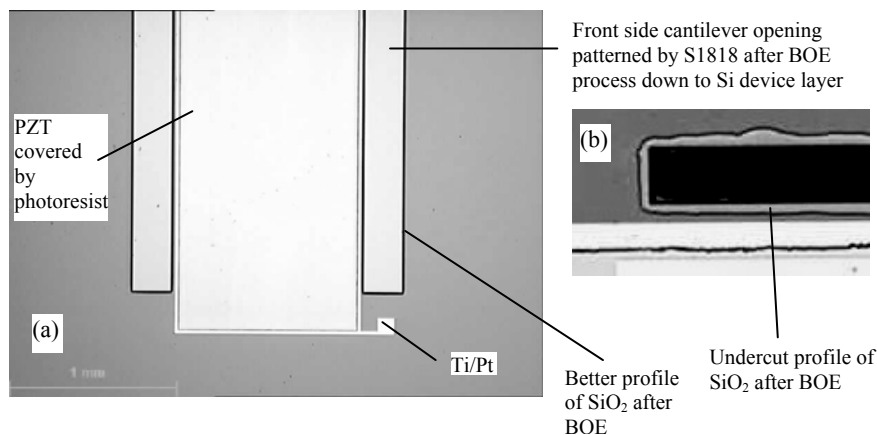 Front side cantilever opening
patterned by S1818 after BOE
process down to Si device layer
PZT
covered
by
photoresist
(b)
(a)
1 mm
Ti/Pt
Better profile
of SiO₂ after
BOE
Undercut profile of
SiO₂ after BOE